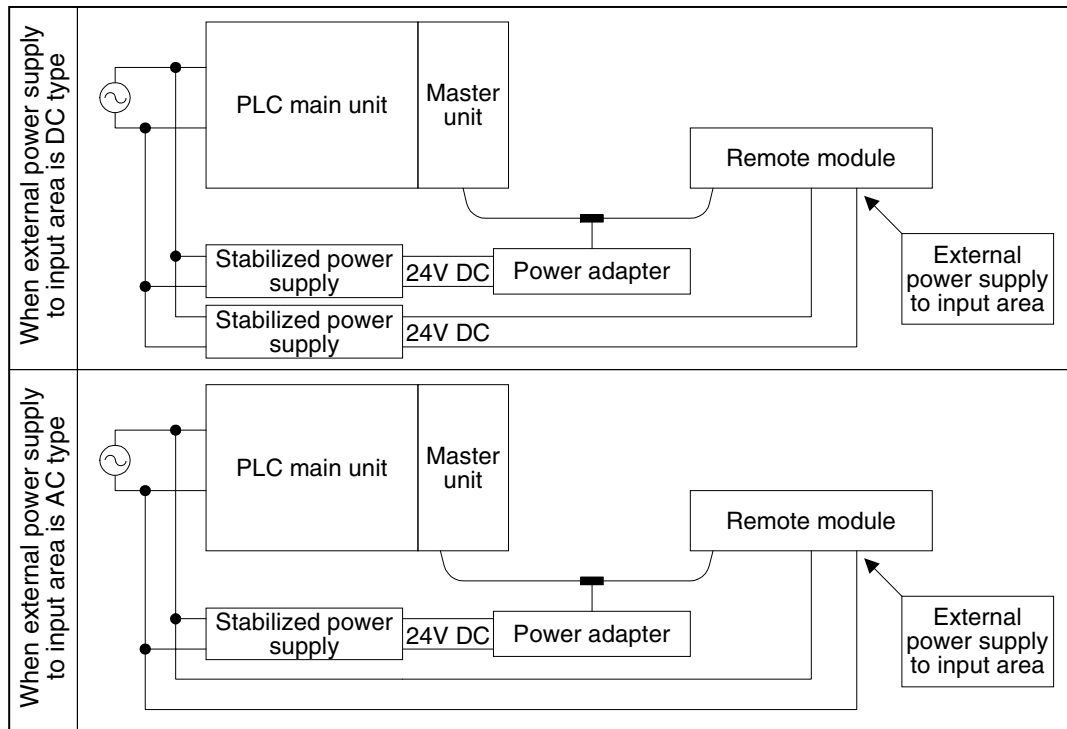 When external power supply
to input area is DC type
PLC main unit
Master
unit
Remote module
Stabilized power
supply
24V DC
Power adapter
External
power supply
to input area
Stabilized power
supply
24V DC
When external power supply
to input area is AC type
PLC main unit
Master
unit
Remote module
Stabilized power
supply
24V DC
Power adapter
External
power supply
to input area